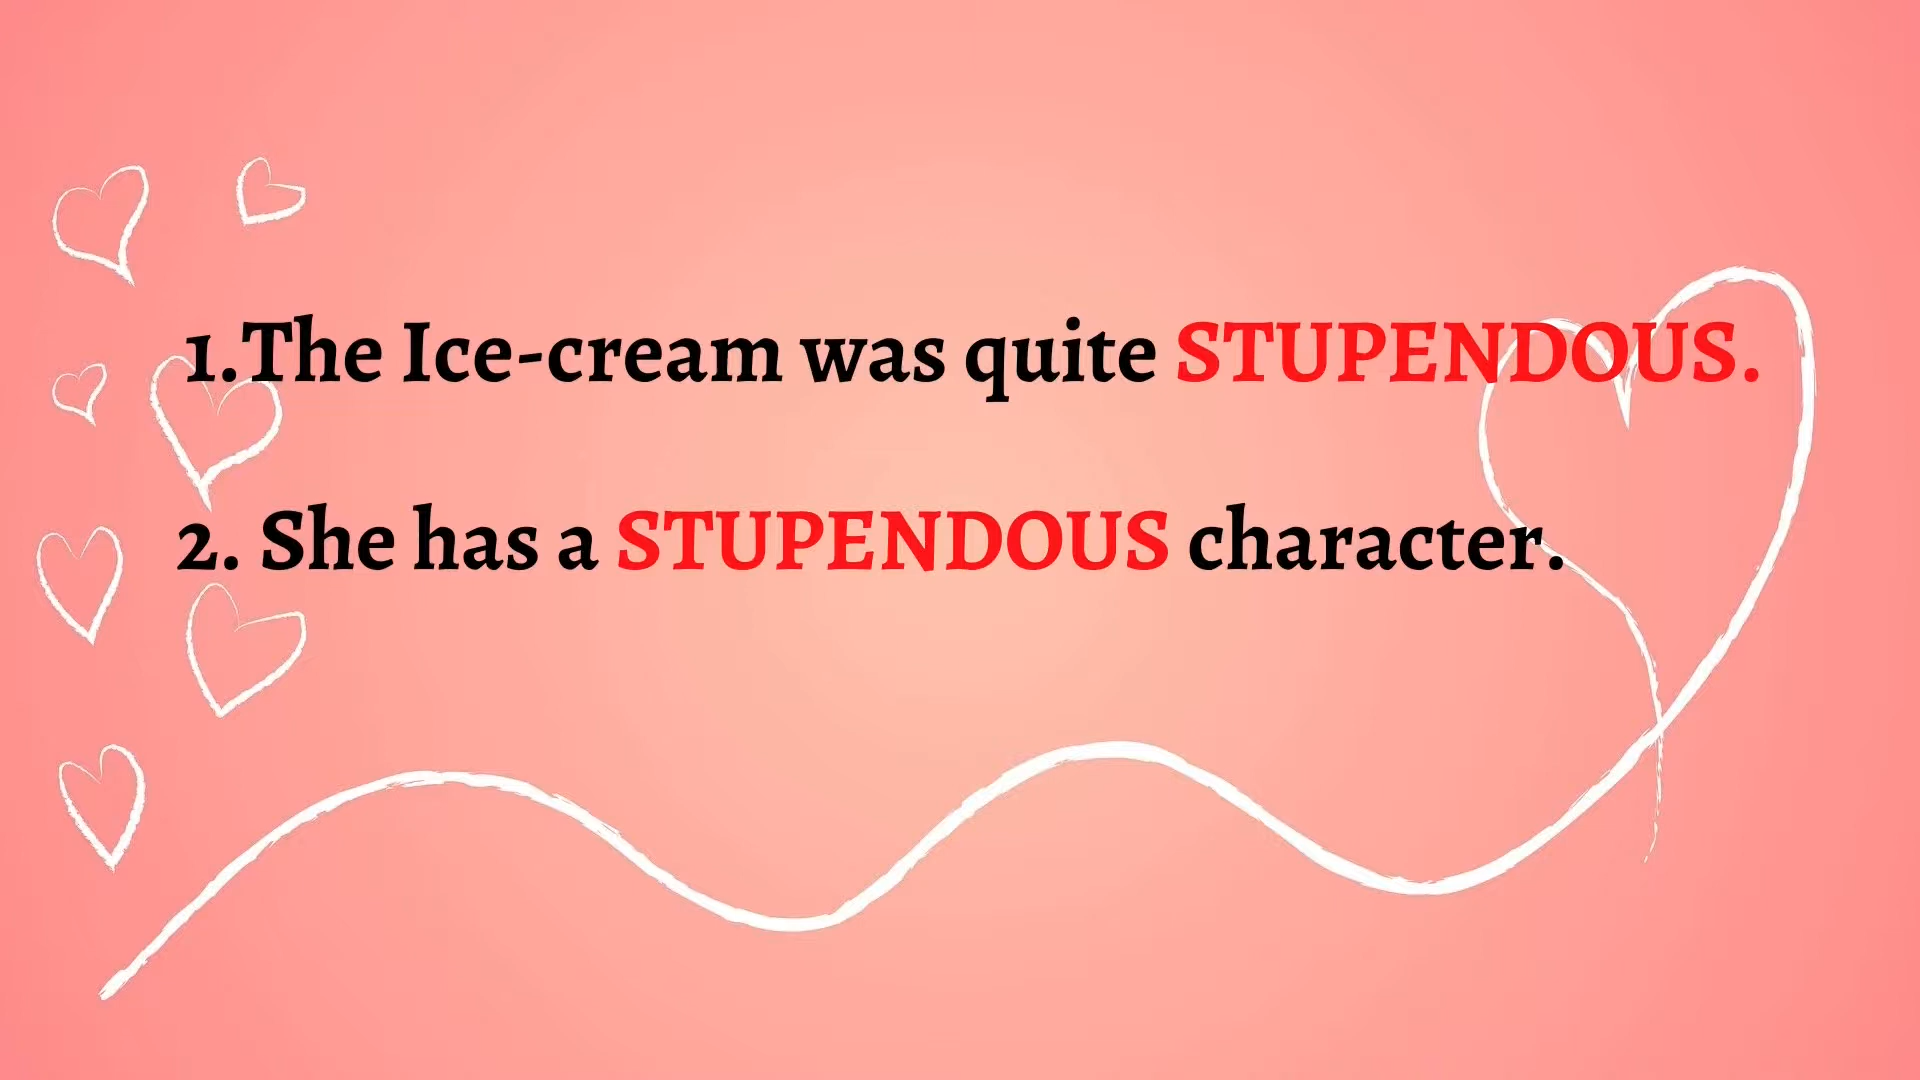 1.The Ice-cream was quite STUPENDOUS.
2. She has a STUPENDOUS character.